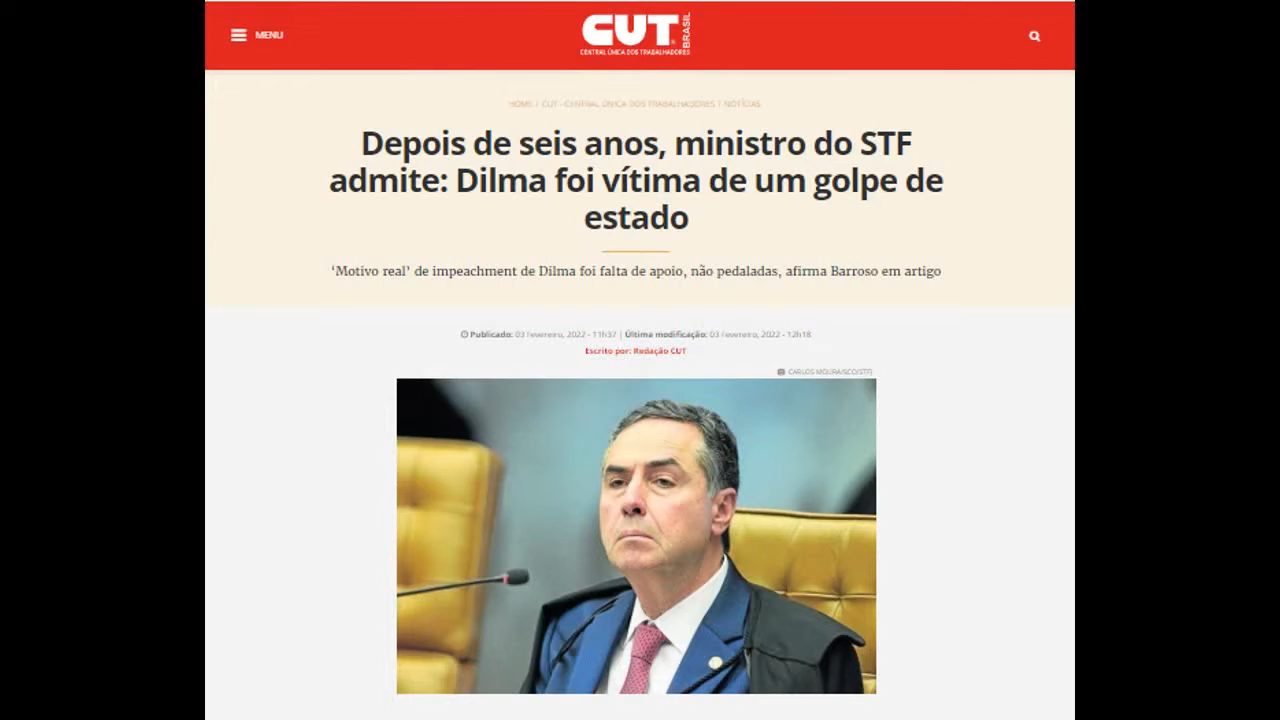 MENU
CUT
BRASIL
CENTRAL ÚNICA DOS TRABALHADORES
HOME / CUT - CENTRAL ÚNICA DOS TRABALHADORES / NOTÍCIAS
Depois de seis anos, ministro do STF
admite: Dilma foi vítima de um golpe de
estado
‘Motivo real’ de impeachment de Dilma foi falta de apoio, não pedaladas, afirma Barroso em artigo
Publicado: 03 Fevereiro, 2022 - 11h37 | Última modificação: 03 Fevereiro, 2022 - 12h18
Escrito por: Redação CUT
CARLOS MOURA/SCO/STF)